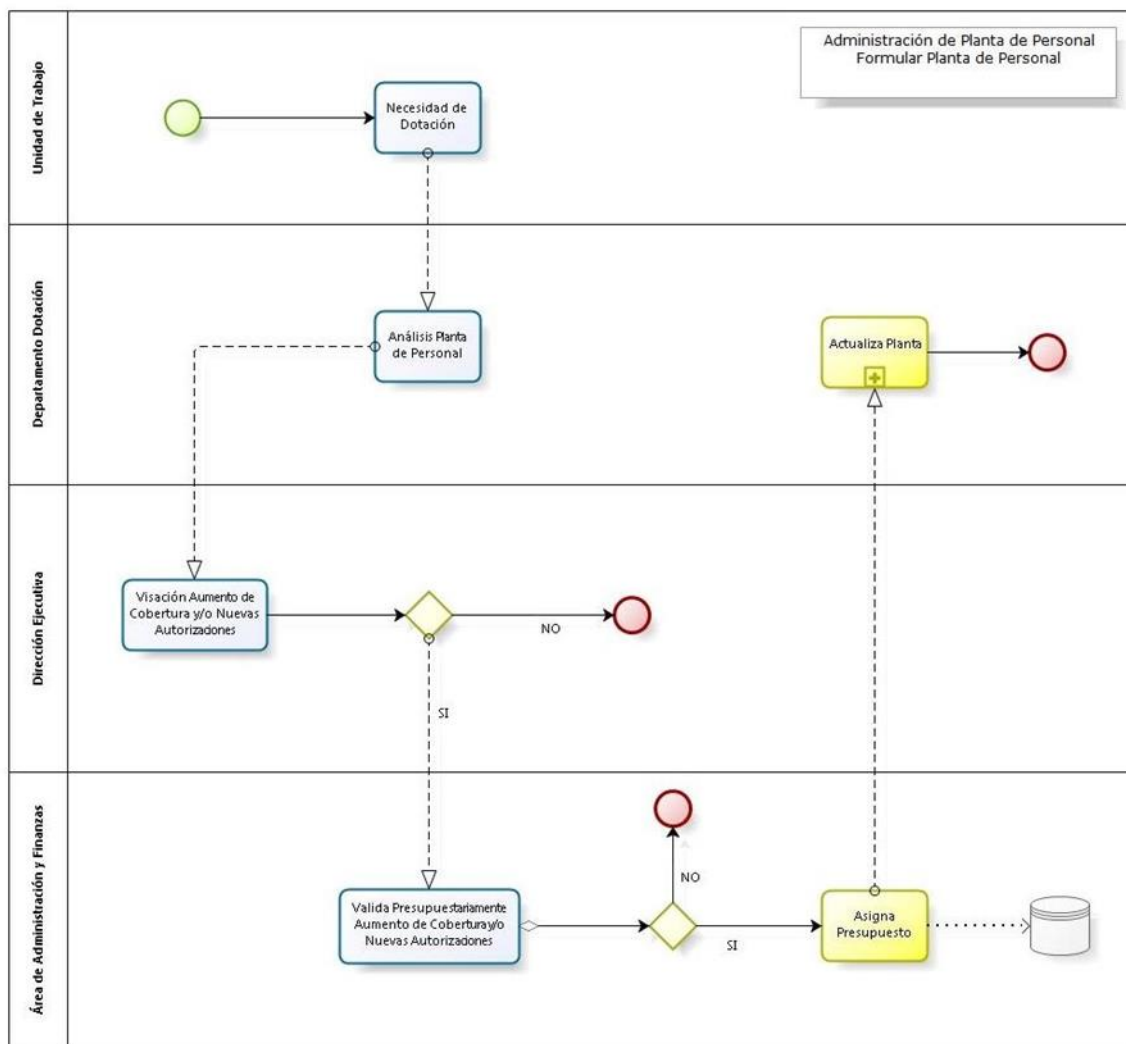 Administración de Planta de Personal
Formular Planta de Personal
Unidad de Trabajo
Necesidad de
Dotación
Departamento Dotación
Análisis Planta
de Personal
Actualiza Planta
Dirección Ejecutiva
Visación Aumento de
Cobertura y/o Nuevas
Autorizaciones
NO
SI
Área de Administración y Finanzas
Valida Presupuestariamente
Aumento de Cobertura y/o
Nuevas Autorizaciones
NO
SI
Asigna
Presupuesto